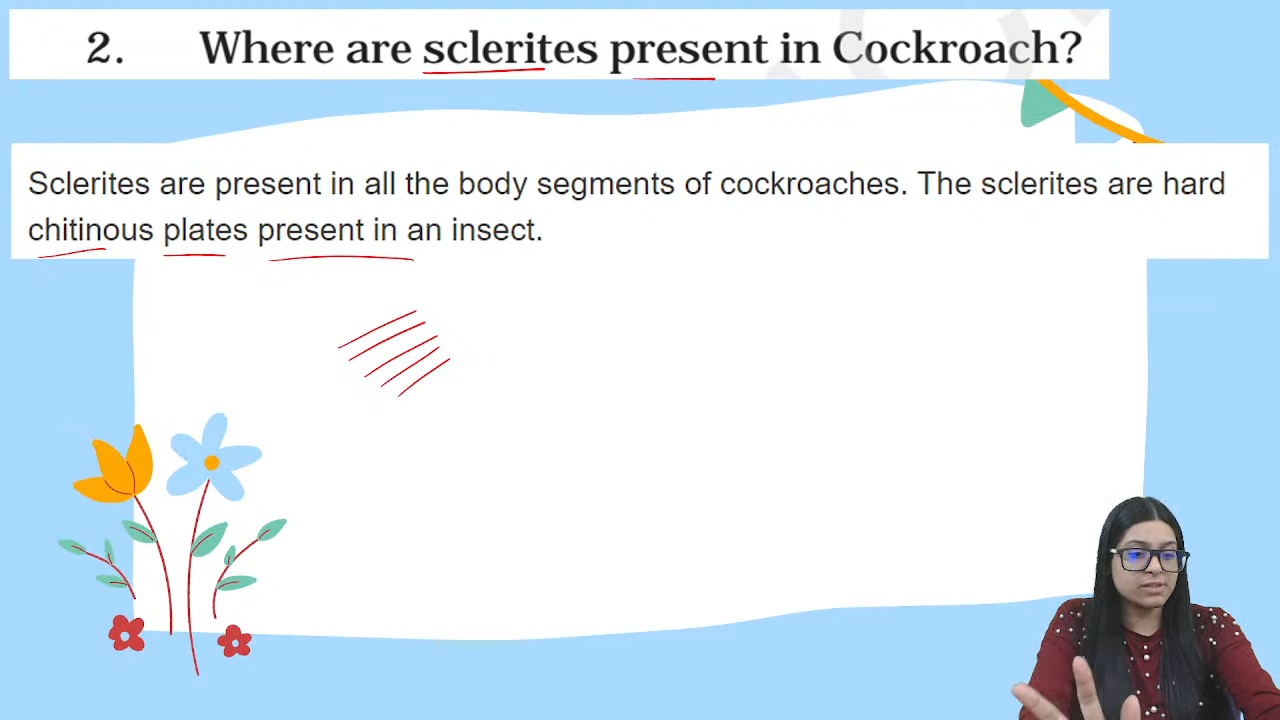 2. Where are sclerites present in Cockroach?
Sclerites are present in all the body segments of cockroaches. The sclerites are hard
chitinous plates present in an insect.